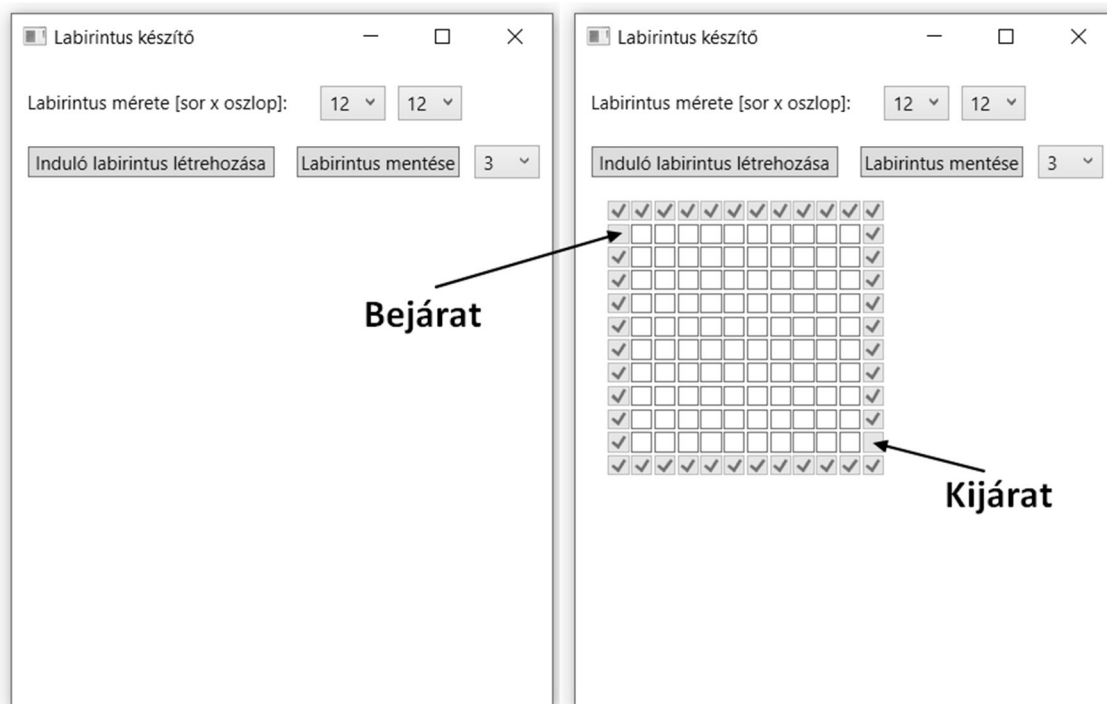 Labirintus készítő
Labirintus mérete [sor x oszlop]: 12 12
Induló labirintus létrehozása Labirintus mentése 3
Bejárat
Labirintus készítő
Labirintus mérete [sor x oszlop]: 12 12
Induló labirintus létrehozása Labirintus mentése 3
Kijárat